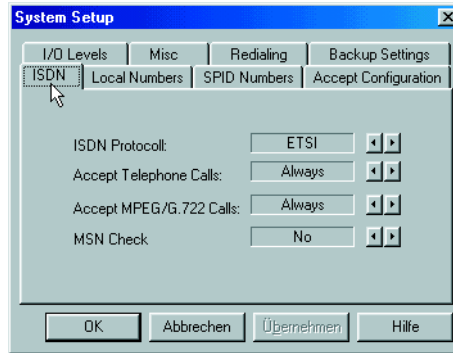 System Setup
I/O Levels Misc Redialing Backup Settings
ISDN Local Numbers SPID Numbers Accept Configuration
ISDN Protocoll: ETSI
Accept Telephone Calls: Always
Accept MPEG/G.722 Calls: Always
MSN Check No
OK Abbrechen Übernehmen Hilfe